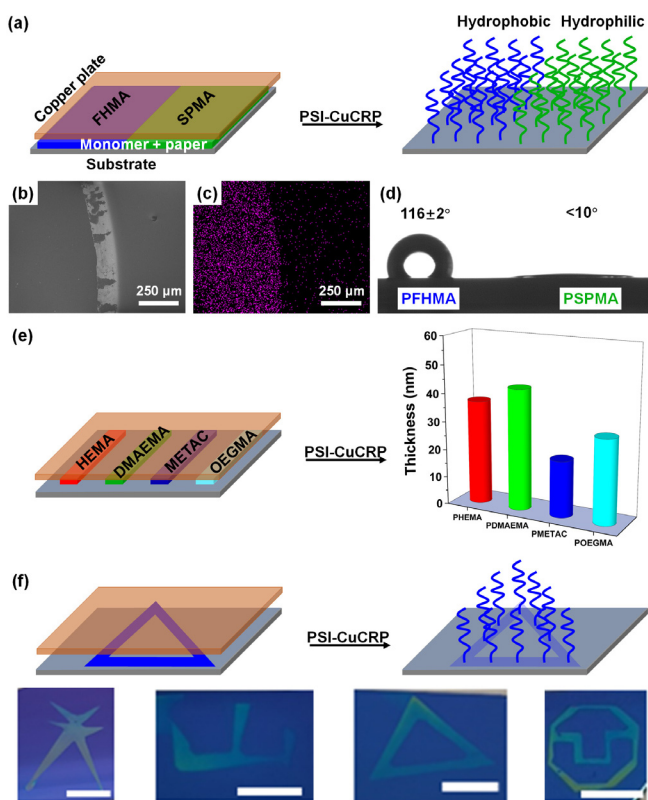 (a)
Hydrophobic Hydrophilic
Copper plate
FHMA
SPMA
Monomer + paper
Substrate
PSI-CuCRP
(b)
250 µm
(c)
250 µm
(d)
116±2°
<10°
PFHMA
PSPMA
(e)
HEMA
DMAEMA
METAC
OEGMA
PSI-CuCRP
Thickness (nm)
60
50
40
30
20
10
0
PHEMA
PDMAEMA
PMETAC
POEGMA
(f)
PSI-CuCRP